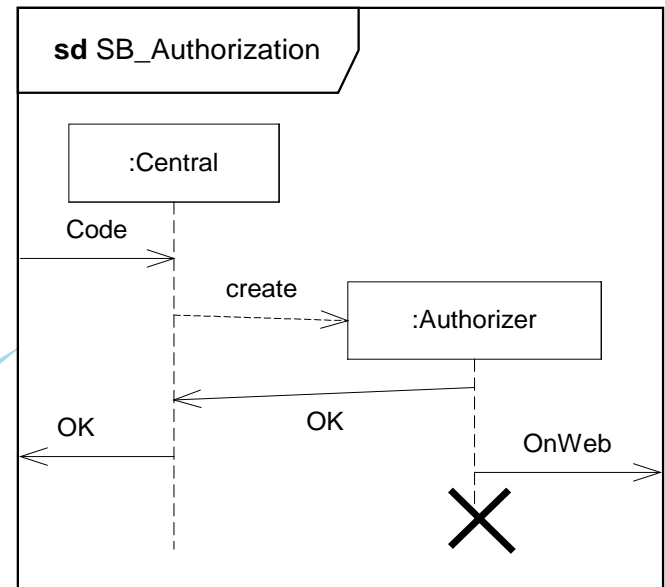 sd SB_Authorization
:Central
Code
create
:Authorizer
OK
OK
OnWeb